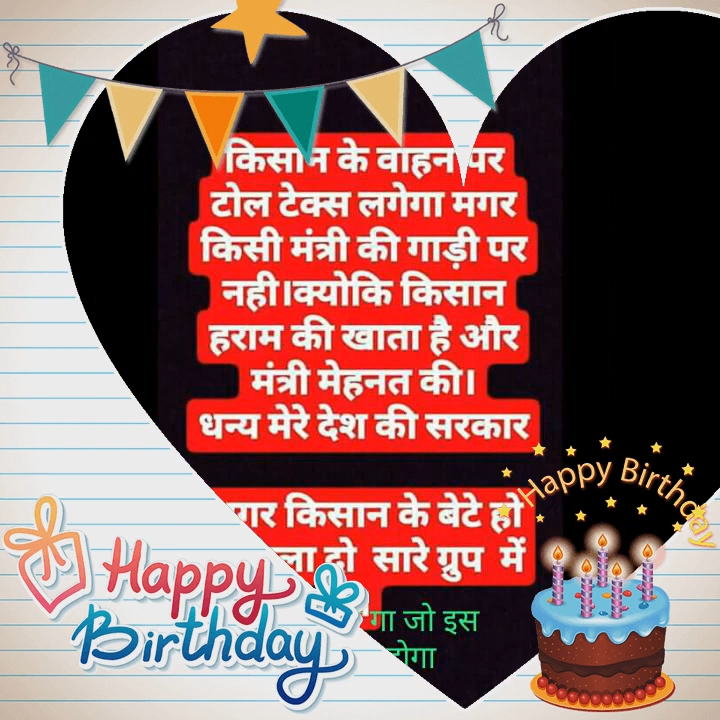 किसान के वाहन पर
टोल टेक्स लगेगा मगर
किसी मंत्री की गाड़ी पर
नही।क्योकि किसान
हराम की खाता है और
मंत्री मेहनत की।
धन्य मेरे देश की सरकार
किसान के बेटे हो
सारे ग्रुप में
जो इस
Happy Birthday
Happy
Birthday